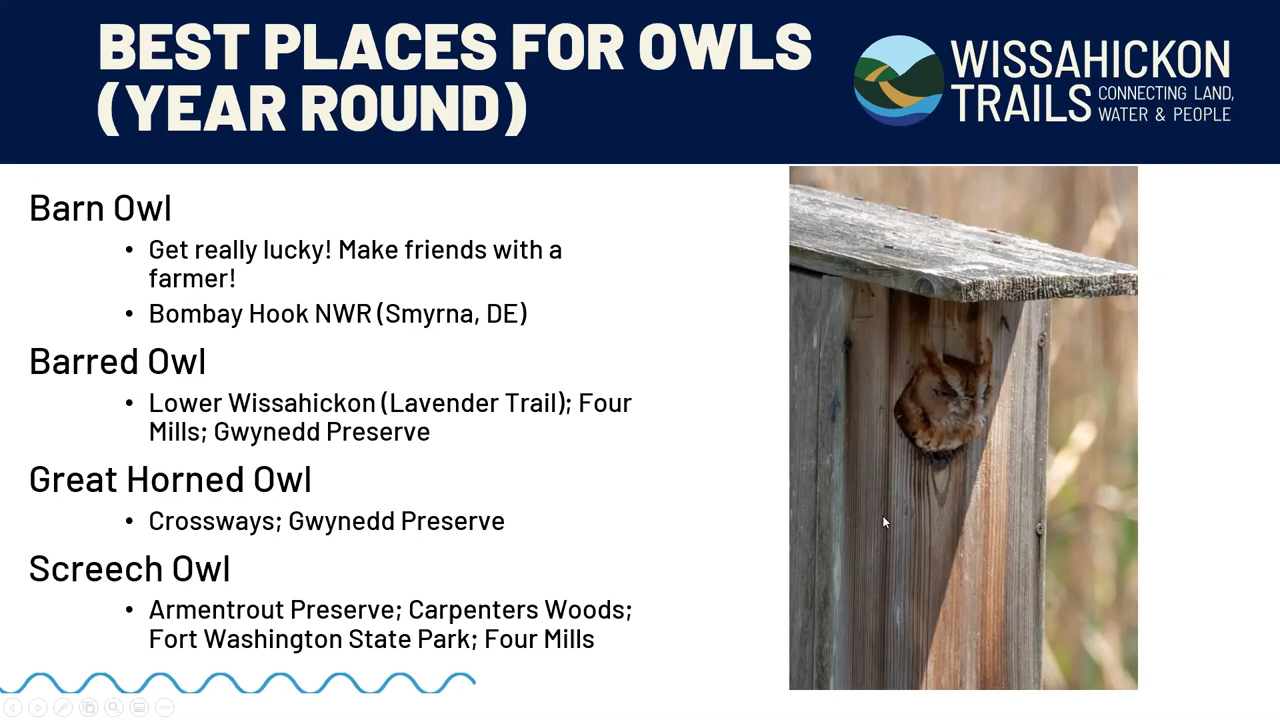 BEST PLACES FOR OWLS
(YEAR ROUND)
WISSAHICKON
TRAILS
CONNECTING LAND,
WATER & PEOPLE
Barn Owl
• Get really lucky! Make friends with a
farmer!
• Bombay Hook NWR (Smyrna, DE)
Barred Owl
• Lower Wissahickon (Lavender Trail); Four
Mills; Gwynedd Preserve
Great Horned Owl
• Crossways; Gwynedd Preserve
Screech Owl
• Armentrout Preserve; Carpenters Woods;
Fort Washington State Park; Four Mills